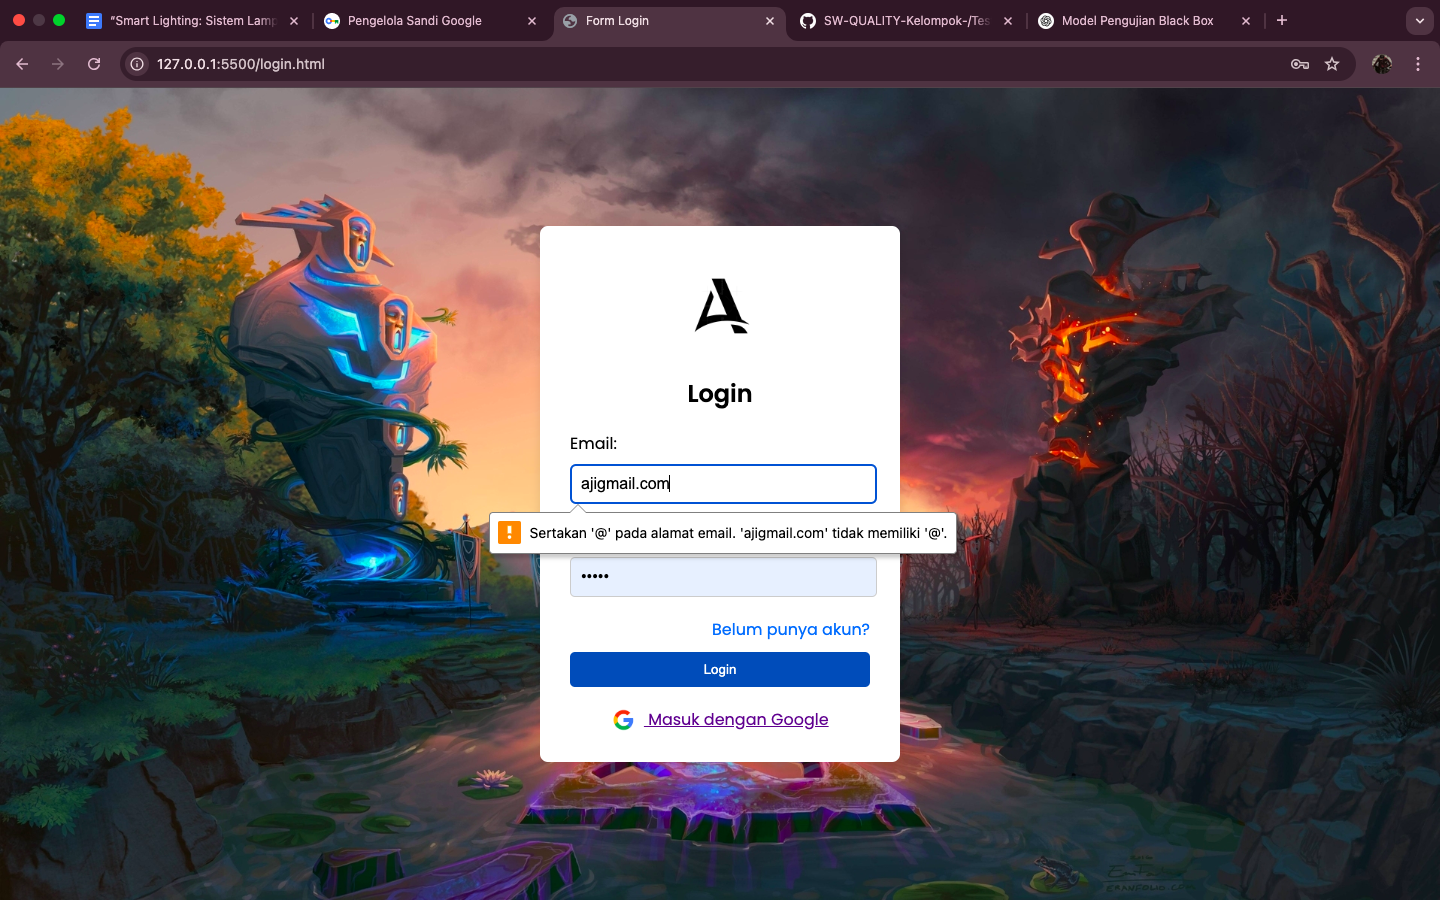 "Smart Lighting: Sistem Lamp
Pengelola Sandi Google
Form Login
SW-QUALITY-Kelompok-/Tes
Model Pengujian Black Box
127.0.0.1:5500/login.html
Login
Email:
ajigmail.com
Sertakan '@' pada alamat email. 'ajigmail.com' tidak memiliki '@'.
•••••
Belum punya akun?
Login
Masuk dengan Google